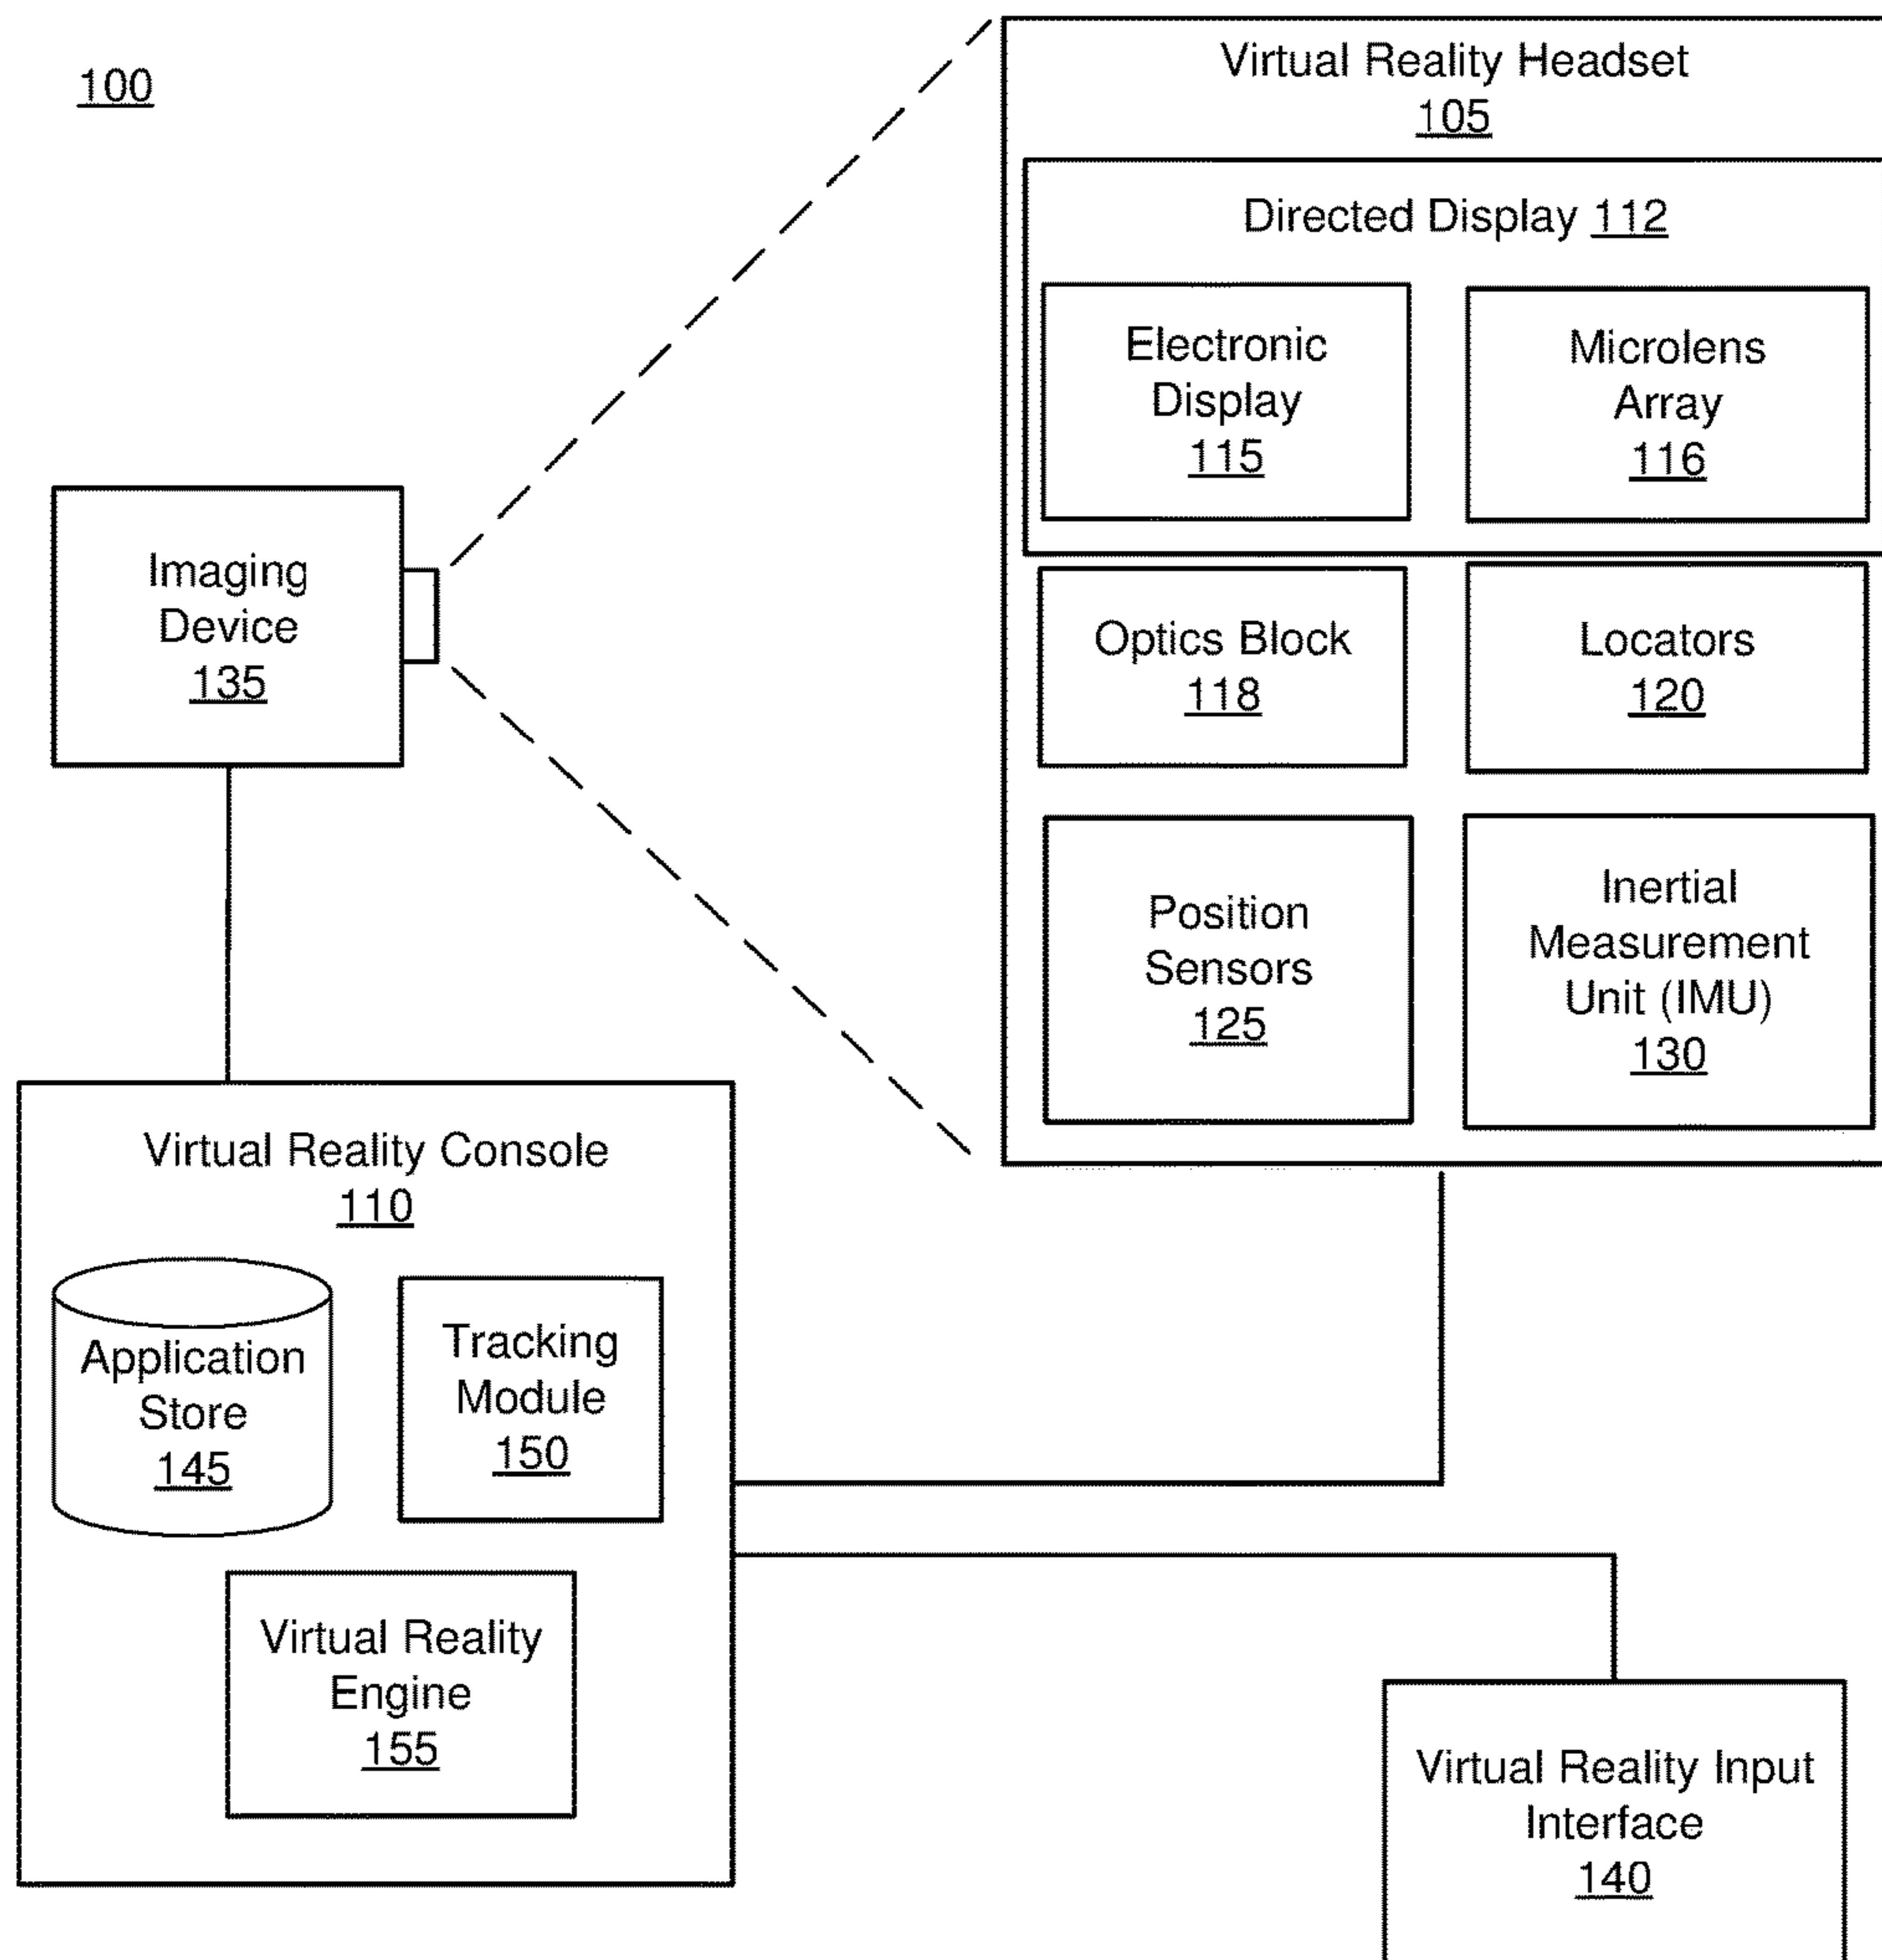 100
Virtual Reality Headset
105
Directed Display 112
Electronic
Display
115
Microlens
Array
116
Imaging
Device
135
Optics Block
118
Locators
120
Position
Sensors
125
Inertial
Measurement
Unit (IMU)
130
Virtual Reality Console
110
Application
Store
145
Tracking
Module
150
Virtual Reality
Engine
155
Virtual Reality Input
Interface
140